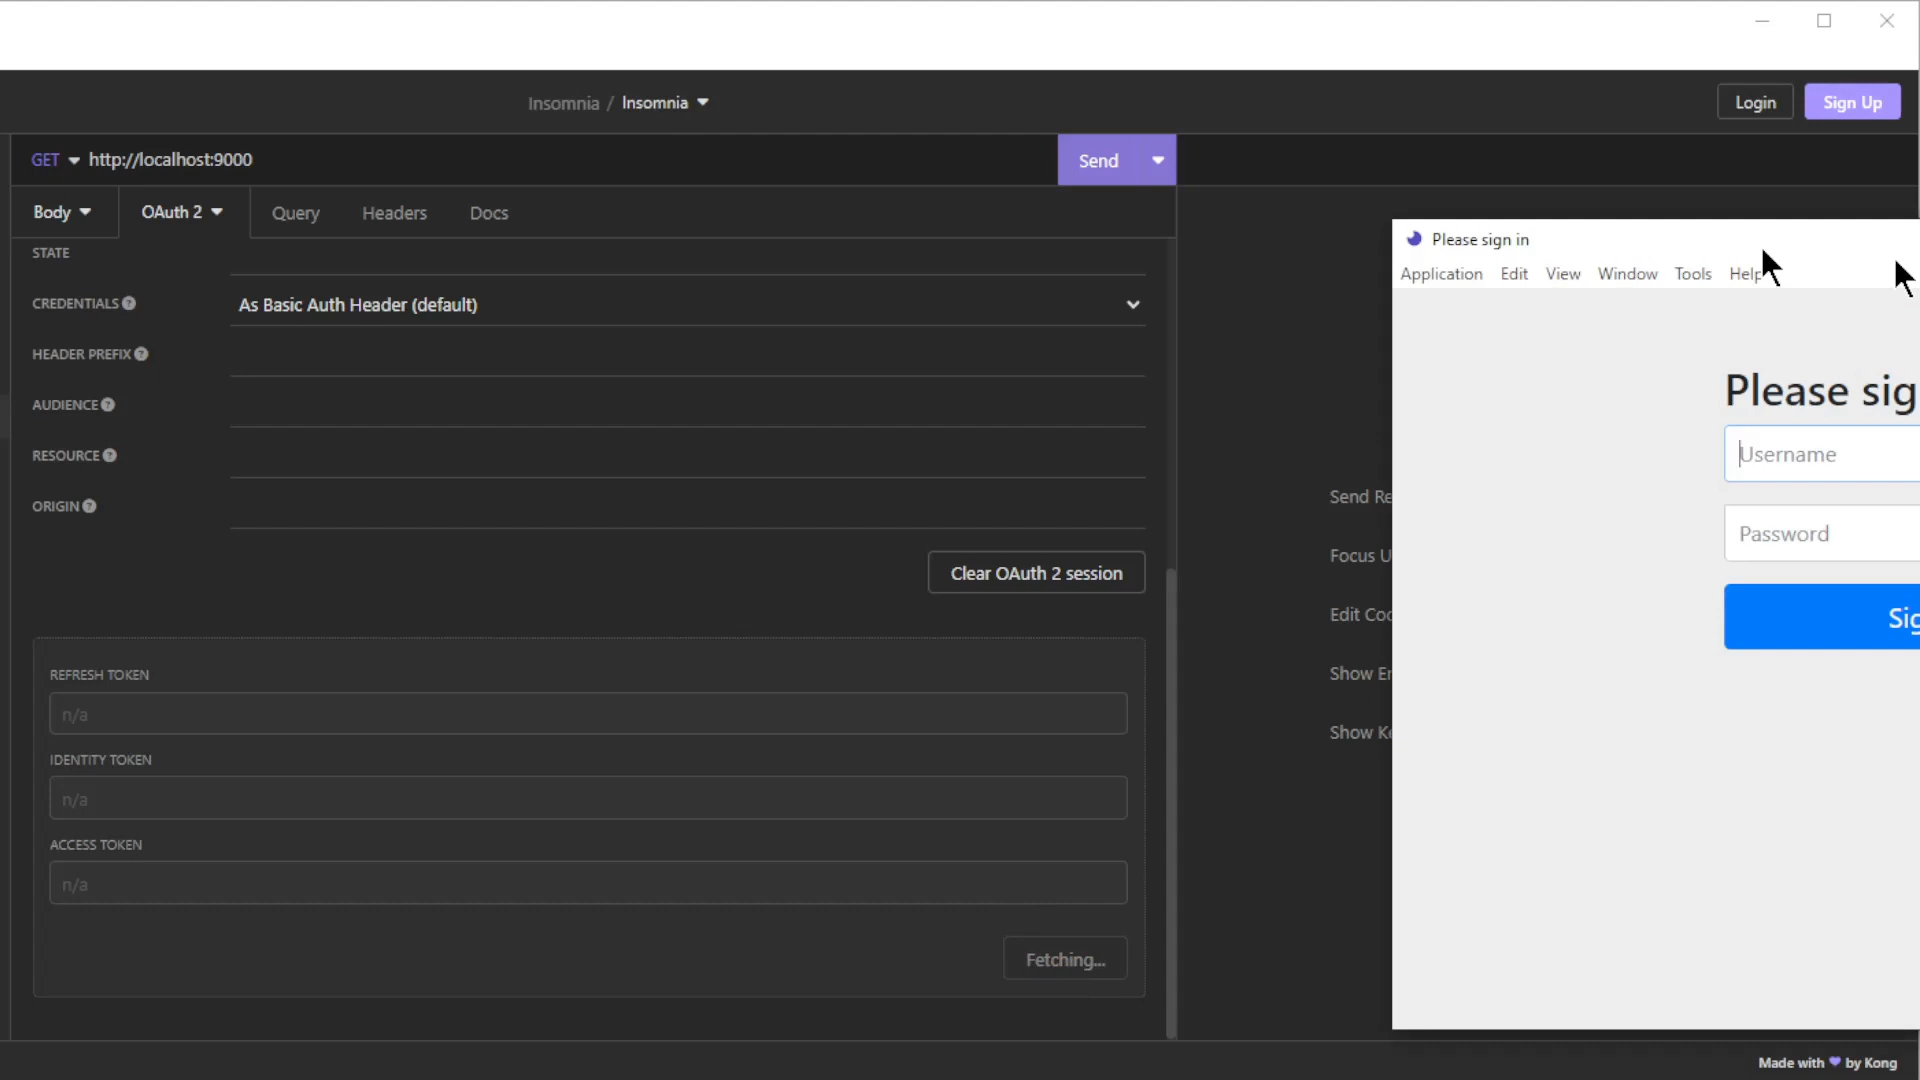 Insomnia / Insomnia
Login
Sign Up
GET http://localhost:9000
Send
Body
OAuth 2
Query
Headers
Docs
STATE
CREDENTIALS ?
As Basic Auth Header (default)
HEADER PREFIX ?
AUDIENCE ?
RESOURCE ?
ORIGIN ?
Clear OAuth 2 session
REFRESH TOKEN
n/a
IDENTITY TOKEN
n/a
ACCESS TOKEN
n/a
Fetching...
Send Re
Focus U
Edit Coo
Show En
Show Ke
Please sign in
Application Edit View Window Tools Help
Please sig
Username
Password
Sig
Made with by Kong